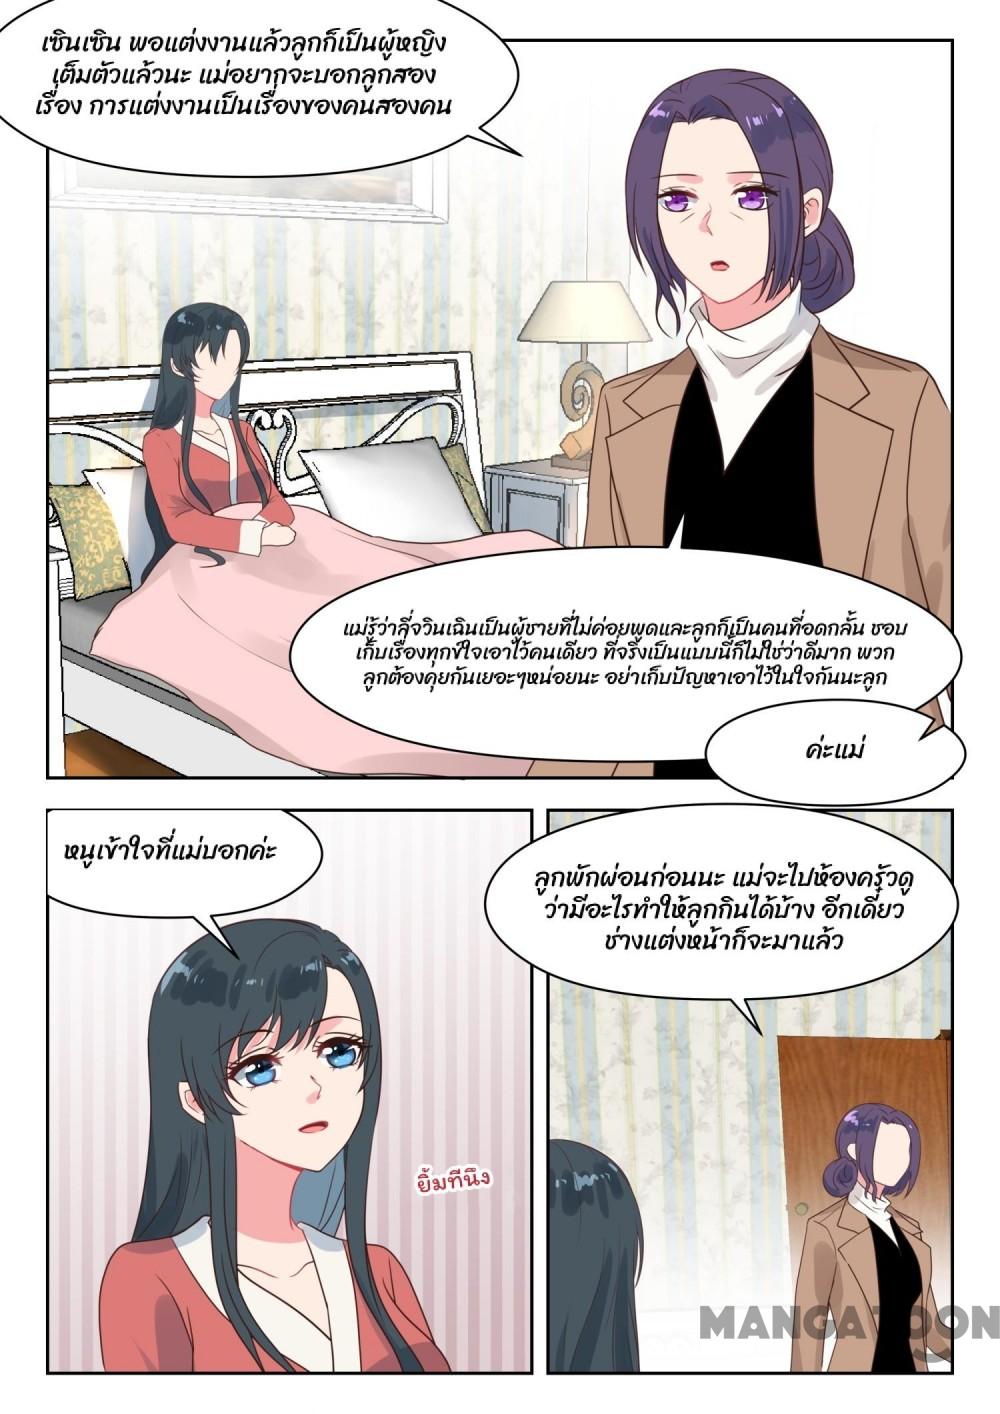 เซินเซิน พอแต่งงานแล้วลูกก็เป็นผู้หญิง
เต็มตัวแล้วนะ แม่อยากจะบอกลูกสอง
เรื่อง การแต่งงานเป็นเรื่องของคนสองคน
แม่รู้ว่าลี่จวินเฉินเป็นผู้ชายที่ไม่ค่อยพูดและลูกก็เป็นคนที่อดกลั้น ชอบ
เก็บเรื่องทุกข์ใจเอาไว้คนเดียว ที่จริงเป็นแบบนี้ก็ไม่ใช่ว่าดีมาก พวก
ลูกต้องคุยกันเยอะๆหน่อยนะ อย่าเก็บปัญหาเอาไว้ในใจกันนะลูก
ค่ะแม่
หนูเข้าใจที่แม่บอกค่ะ
ยิ้มทีนึง
ลูกพักผ่อนก่อนนะ แม่จะไปห้องครัวดู
ว่ามีอะไรทำให้ลูกกินได้บ้าง อีกเดี๋ยว
ช่างแต่งหน้าก็จะมาแล้ว
MANGATOON